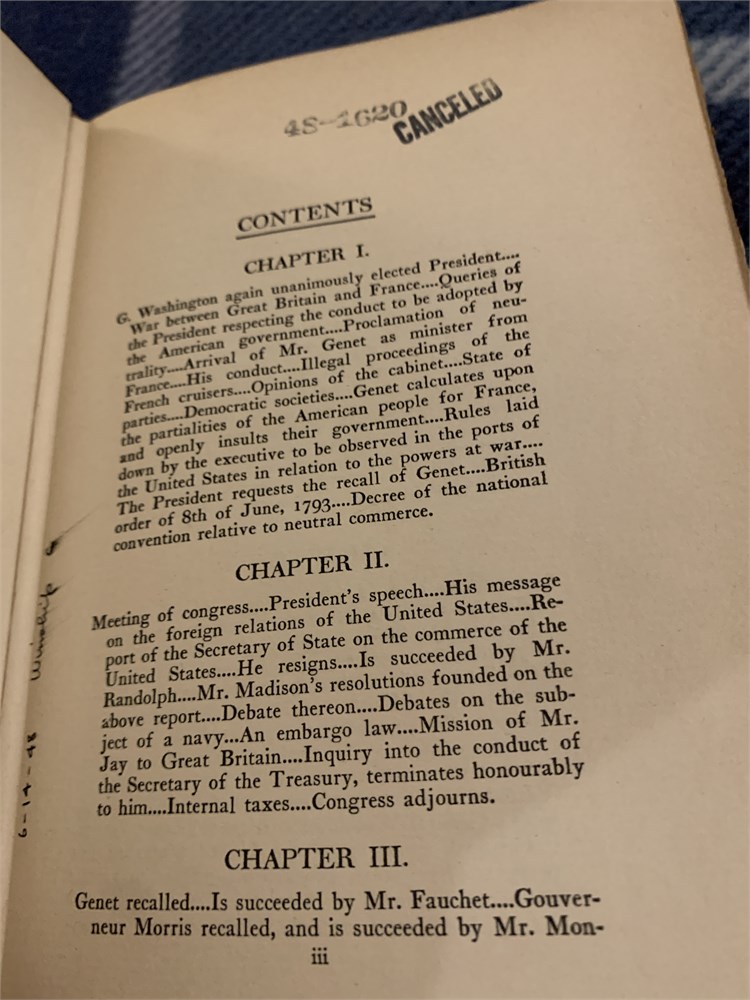 48-1620
CANCELED
CONTENTS
CHAPTER I.
G. Washington again unanimously elected President....
War between Great Britain and France....Queries of
the President respecting the conduct to be adopted by
the American government....Proclamation of neu-
trality....Arrival of Mr. Genet as minister from
France....His conduct....Illegal proceedings of the
French cruisers....Opinions of the cabinet....State of
parties....Democratic societies....Genet calculates upon
the partialities of the American people for France,
and openly insults their government....Rules laid
down by the executive to be observed in the ports of
the United States in relation to the powers at war....
The President requests the recall of Genet....British
order of 8th of June, 1793....Decree of the national
convention relative to neutral commerce.
CHAPTER II.
Meeting of congress....President's speech....His message
on the foreign relations of the United States....Re-
port of the Secretary of State on the commerce of the
United States....He resigns....Is succeeded by Mr.
Randolph....Mr. Madison's resolutions founded on the
above report....Debate thereon....Debates on the sub-
ject of a navy...An embargo law....Mission of Mr.
Jay to Great Britain....Inquiry into the conduct of
the Secretary of the Treasury, terminates honourably
to him....Internal taxes....Congress adjourns.
CHAPTER III.
Genet recalled....Is succeeded by Mr. Fauchet....Gouver-
neur Morris recalled, and is succeeded by Mr. Mon-
iii
6-14-48